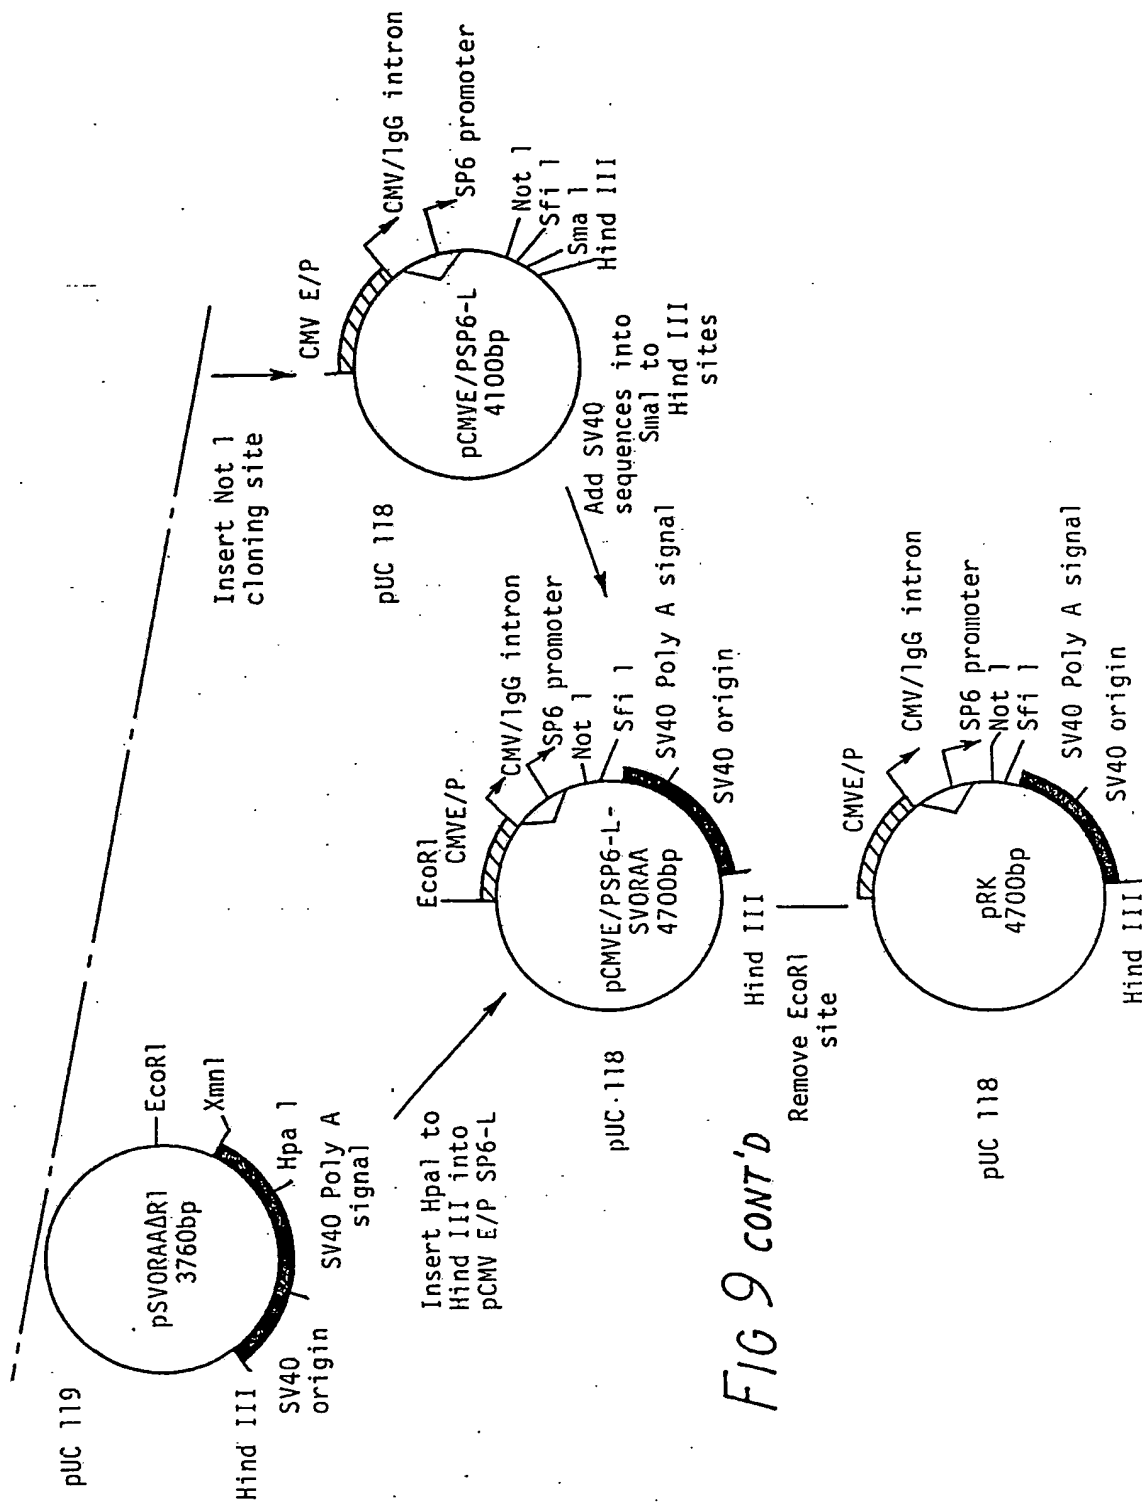 pUC 119
pSVORAAΔR1
3760bp
EcoR1
Xmn1
Hpa 1
SV40 Poly A
signal
SV40
origin
Hind III
Insert Hpa1 to
Hind III into
pCMV E/P SP6-L
Insert Not 1
cloning site
pUC 118
CMV E/P
CMV/1gG intron
SP6 promoter
Not 1
Sfi 1
Sma 1
Hind III
pCMVE/PSP6-L
4100bp
Add SV40
sequences into
Sma1 to
Hind III
sites
EcoR1
CMVE/P
CMV/1gG intron
SP6 promoter
Not 1
Sfi 1
SV40 Poly A signal
SV40 origin
pCMVE/PSP6-L-
SVORAA
4700bp
Hind III
pUC·118
Remove EcoR1
site
CMVE/P
CMV/1gG intron
SP6 promoter
Not 1
Sfi 1
SV40 Poly A signal
SV40 origin
pRK
4700bp
Hind III
pUC 118
FIG 9 CONT'D